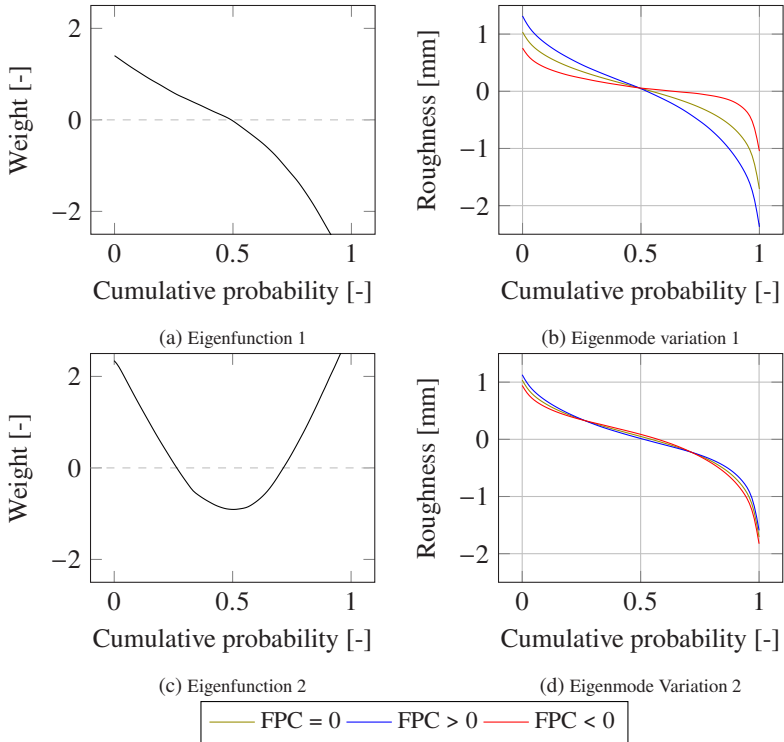 2
0
−2
Weight [-]
0
0.5
1
Cumulative probability [-]
(a) Eigenfunction 1
1
0
−1
−2
Roughness [mm]
0
0.5
1
Cumulative probability [-]
(b) Eigenmode variation 1
2
0
−2
Weight [-]
0
0.5
1
Cumulative probability [-]
(c) Eigenfunction 2
1
0
−1
−2
Roughness [mm]
0
0.5
1
Cumulative probability [-]
(d) Eigenmode Variation 2
FPC = 0 FPC > 0 FPC < 0